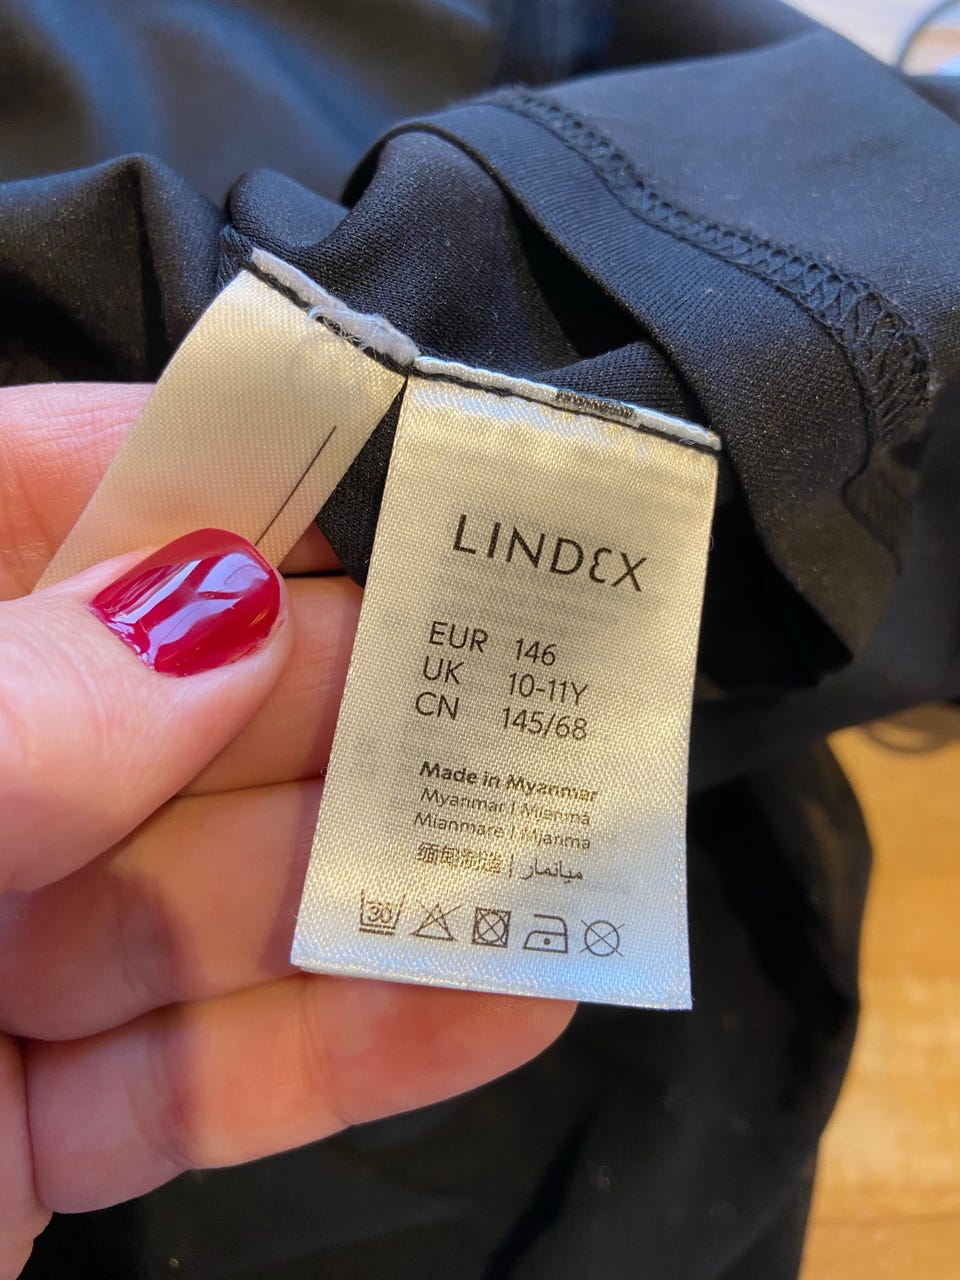 LINDEX
EUR 146
UK 10-11Y
CN 145/68
Made in Myanmar
Myanmar | Mjanma
Mianmare | Mjanma
缅甸制造 | ميانمار
30